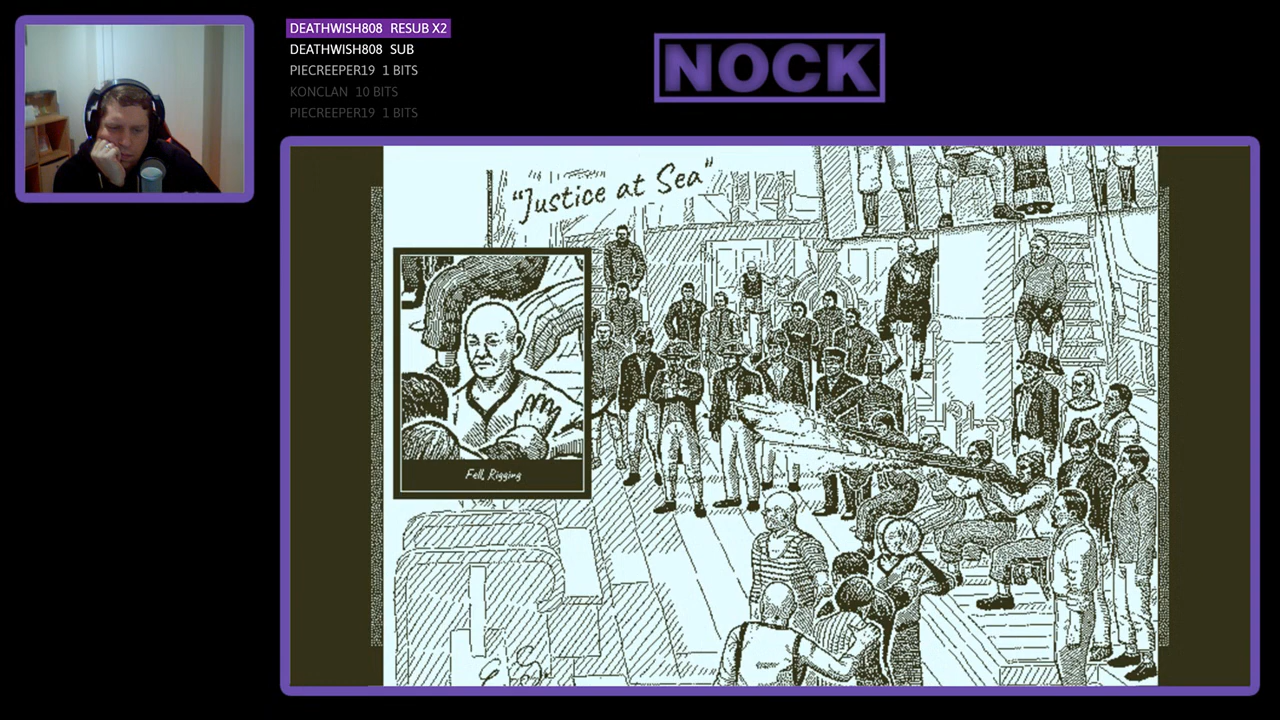 DEATHWISH808 RESUB X2
DEATHWISH808 SUB
PIECREEPER19 1 BITS
KONCLAN 10 BITS
PIECREEPER19 1 BITS
NOCK
"Justice at Sea"
Fell, Rigging